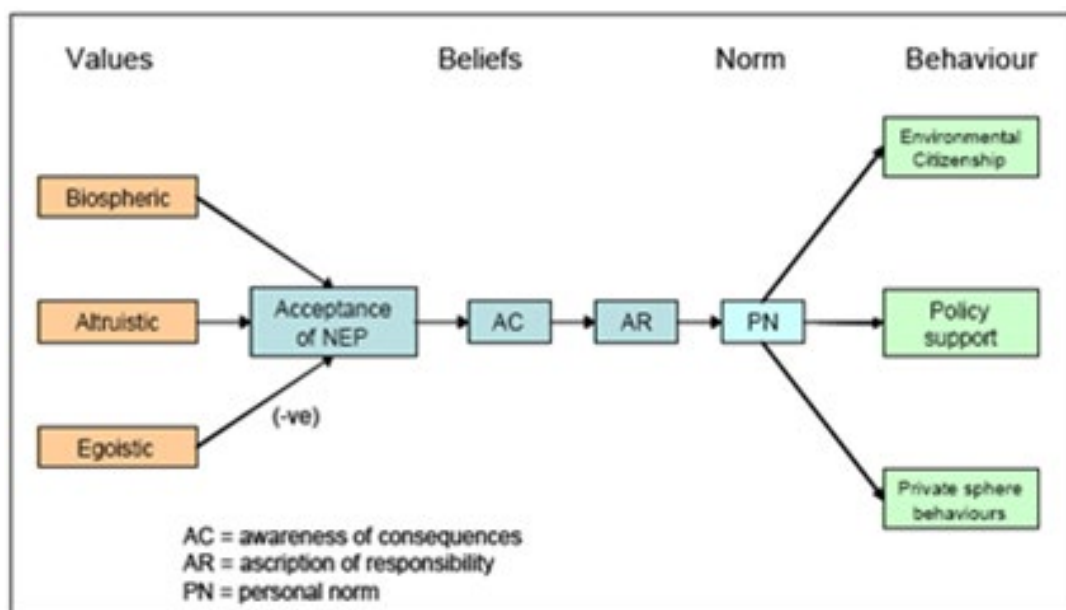 Values Beliefs Norm Behaviour
Environmental
Citizenship
Biospheric
Altruistic
Acceptance
of NEP
AC
AR
PN
Policy
support
(-ve)
Egoistic
Private sphere
behaviours
AC = awareness of consequences
AR = ascription of responsibility
PN = personal norm